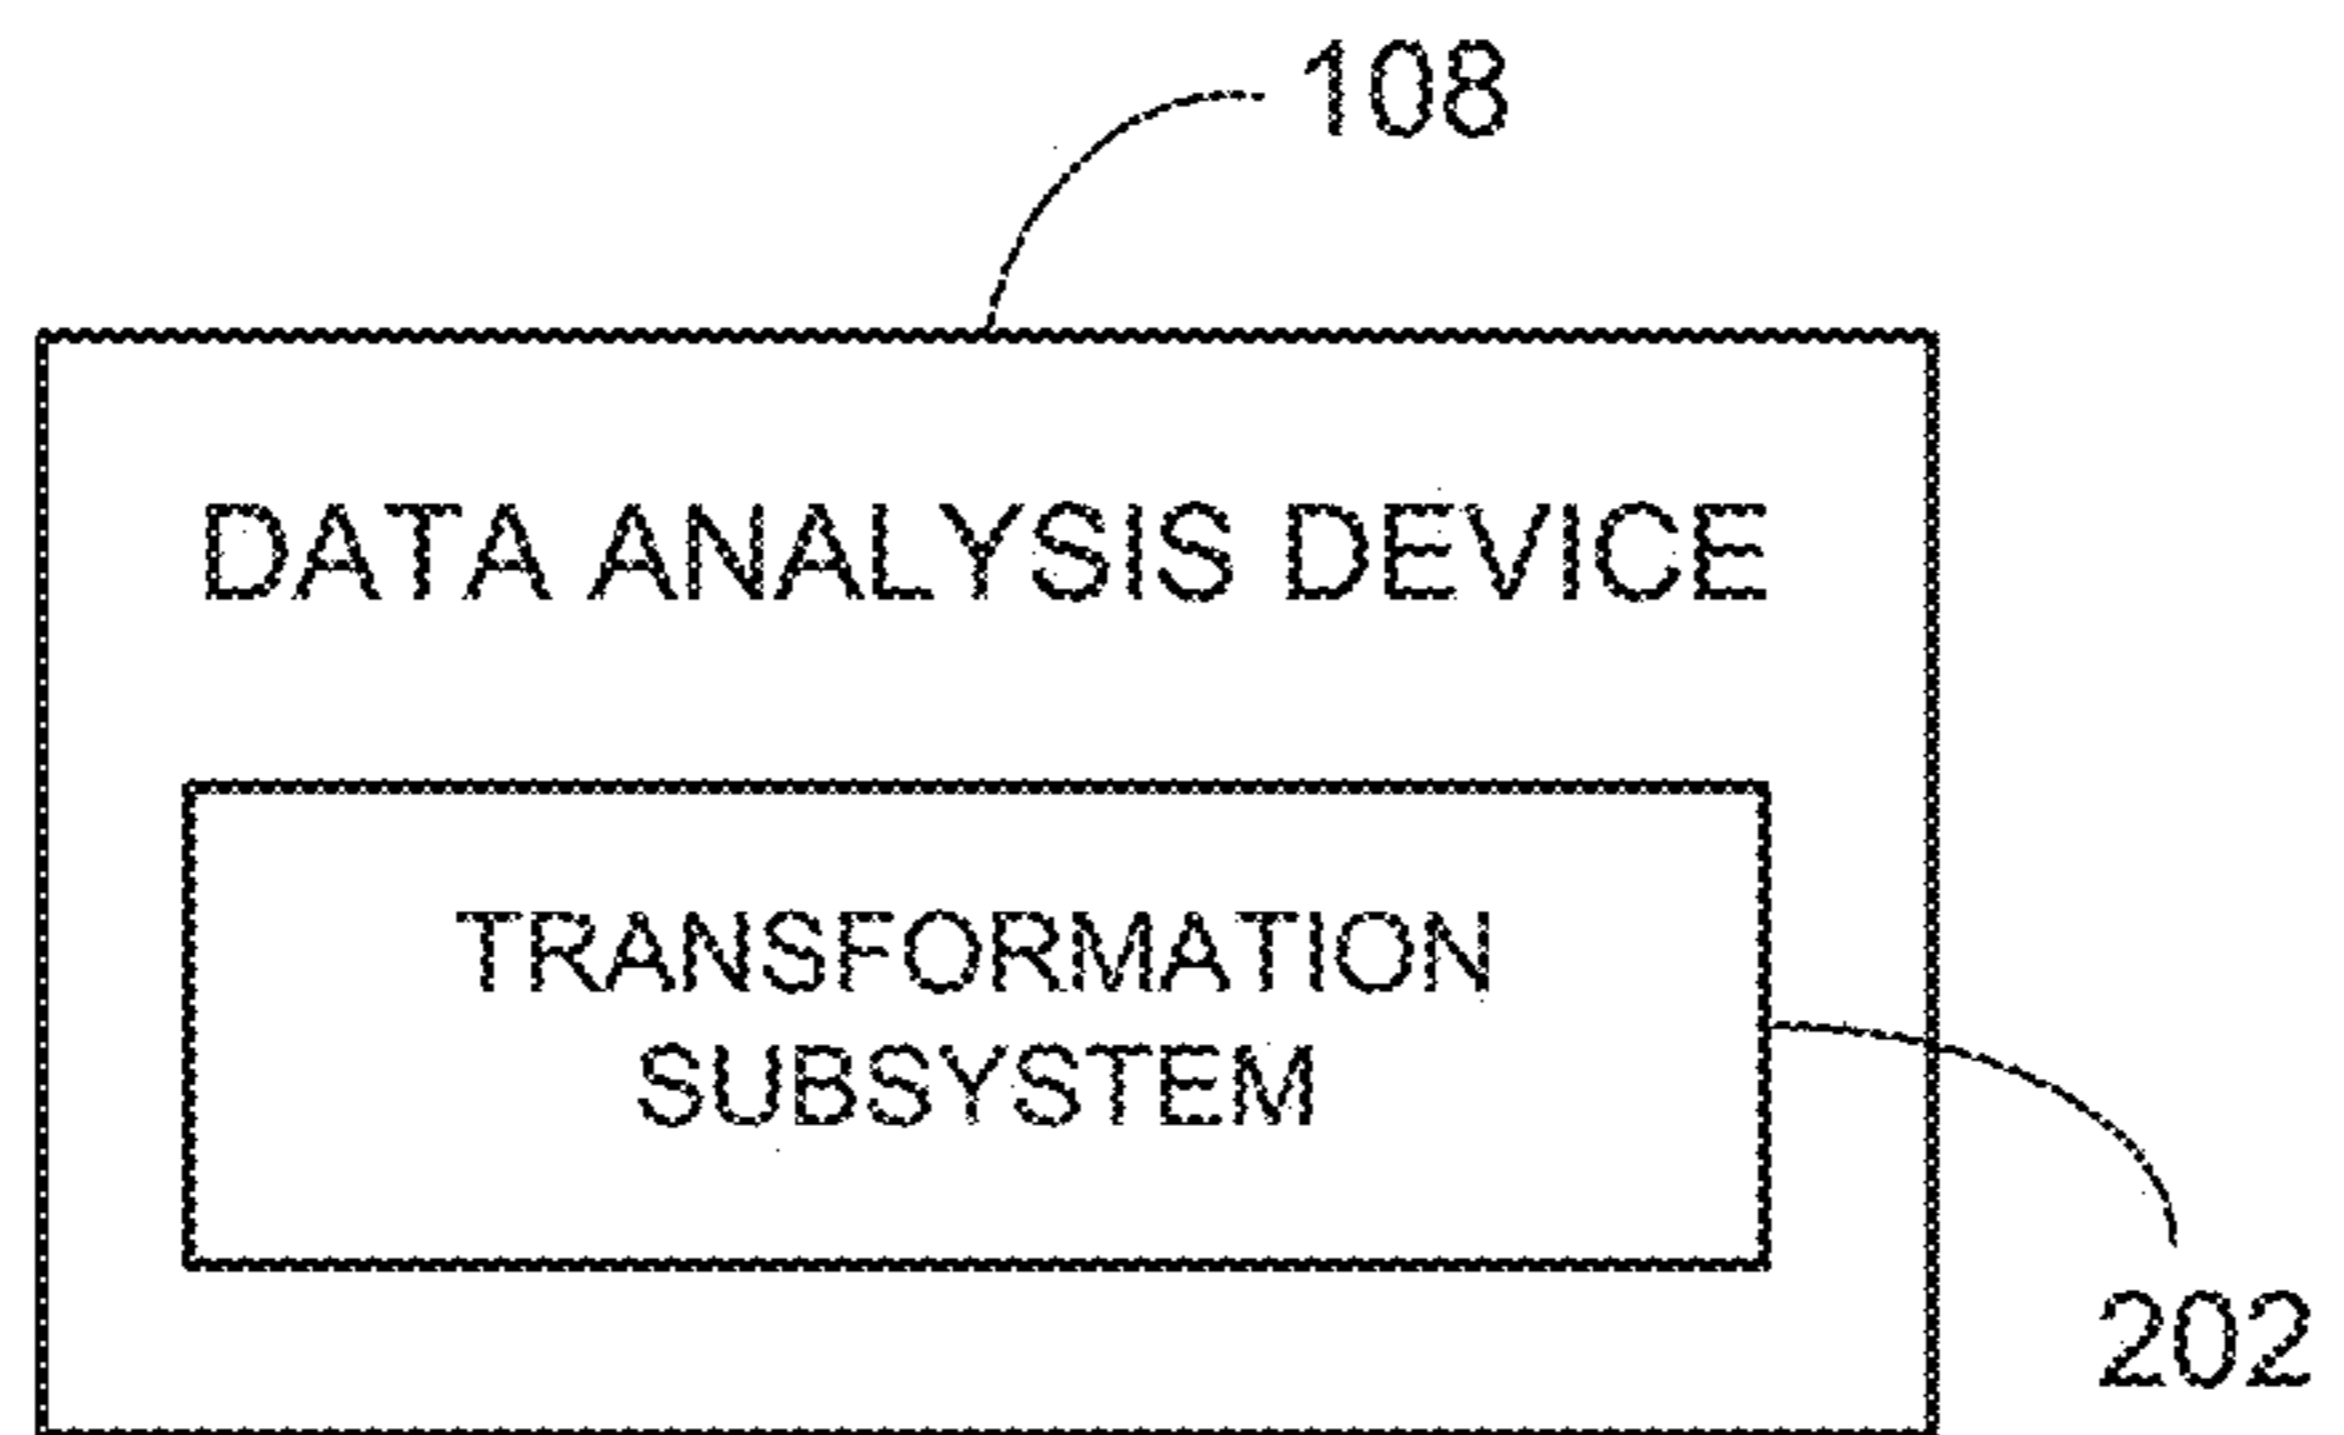 108
DATA ANALYSIS DEVICE
TRANSFORMATION
SUBSYSTEM
202